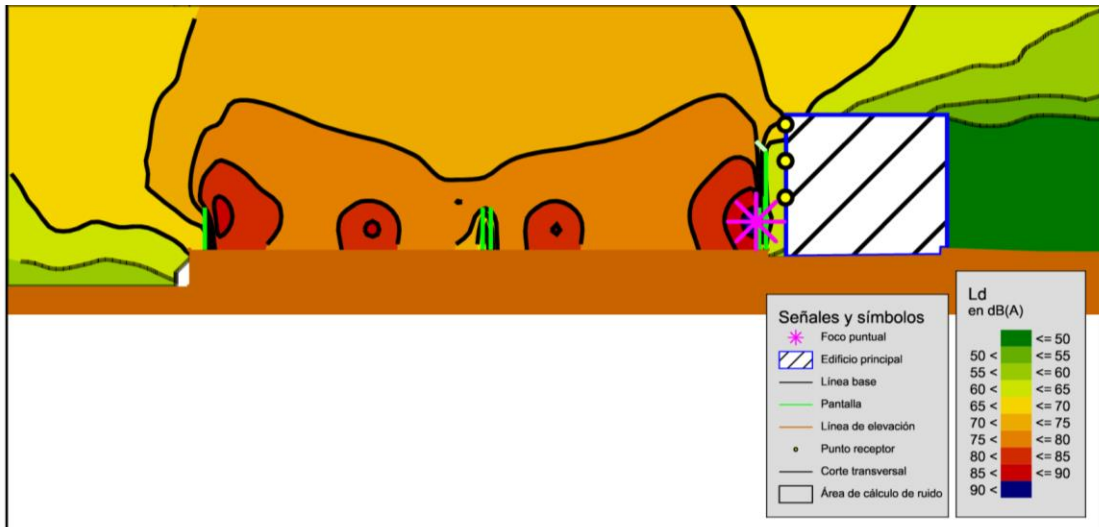 Señales y símbolos
Foco puntual
Edificio principal
Línea base
Pantalla
Línea de elevación
Punto receptor
Corte transversal
Área de cálculo de ruido
Ld
en dB(A)
<= 50
50 < <= 55
55 < <= 60
60 < <= 65
65 < <= 70
70 < <= 75
75 < <= 80
80 < <= 85
85 < <= 90
90 <